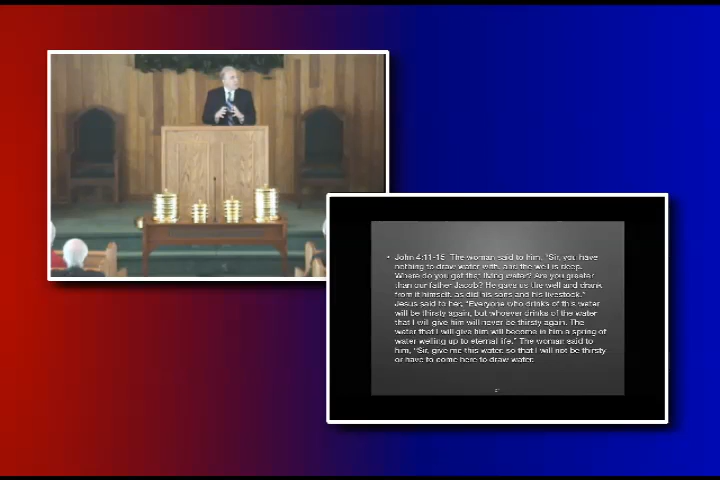 • John 4:11-15 The woman said to him, "Sir, you have
nothing to draw water with, and the well is deep.
Where do you get that living water? Are you greater
than our father Jacob? He gave us the well and drank
from it himself, as did his sons and his livestock."
Jesus said to her, "Everyone who drinks of this water
will be thirsty again, but whoever drinks of the water
that I will give him will never be thirsty again. The
water that I will give him will become in him a spring of
water welling up to eternal life." The woman said to
him, "Sir, give me this water, so that I will not be thirsty
or have to come here to draw water.